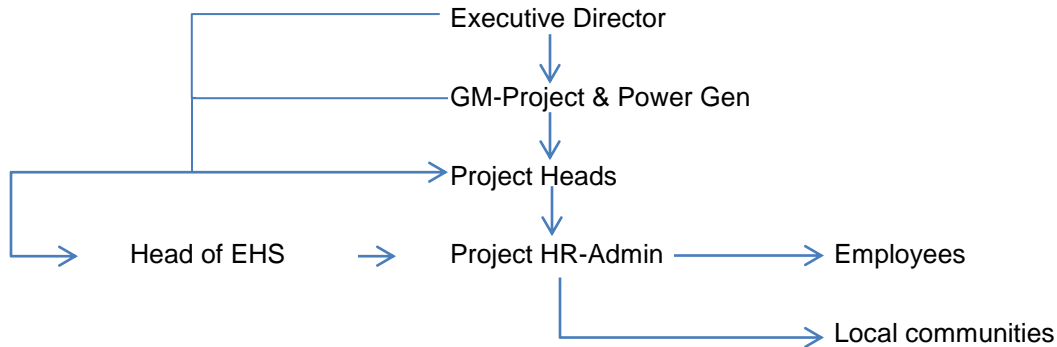 Executive Director
GM-Project & Power Gen
Project Heads
Head of EHS
Project HR-Admin
Employees
Local communities